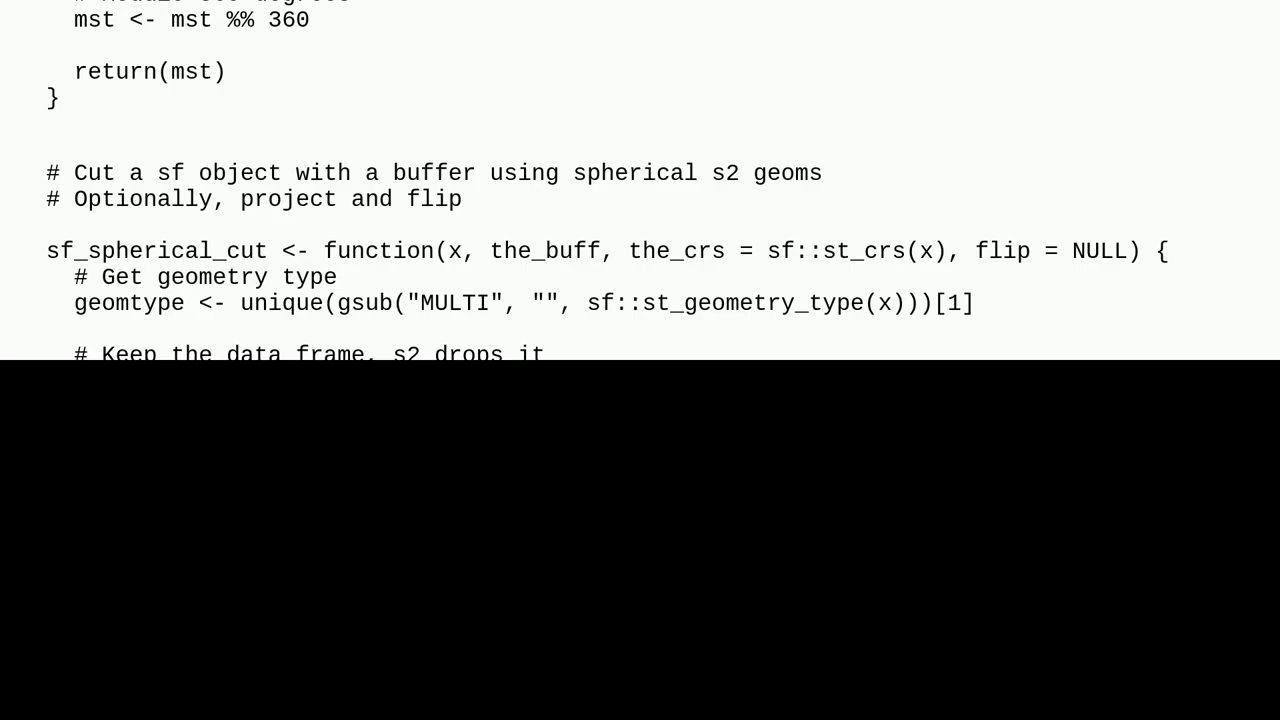 mst <- mst %% 360
return(mst)
}
# Cut a sf object with a buffer using spherical s2 geoms
# Optionally, project and flip
sf_spherical_cut <- function(x, the_buff, the_crs = sf::st_crs(x), flip = NULL) {
# Get geometry type
geomtype <- unique(gsub("MULTI", "", sf::st_geometry_type(x)))[1]
# Keep the data frame, s2 drops it